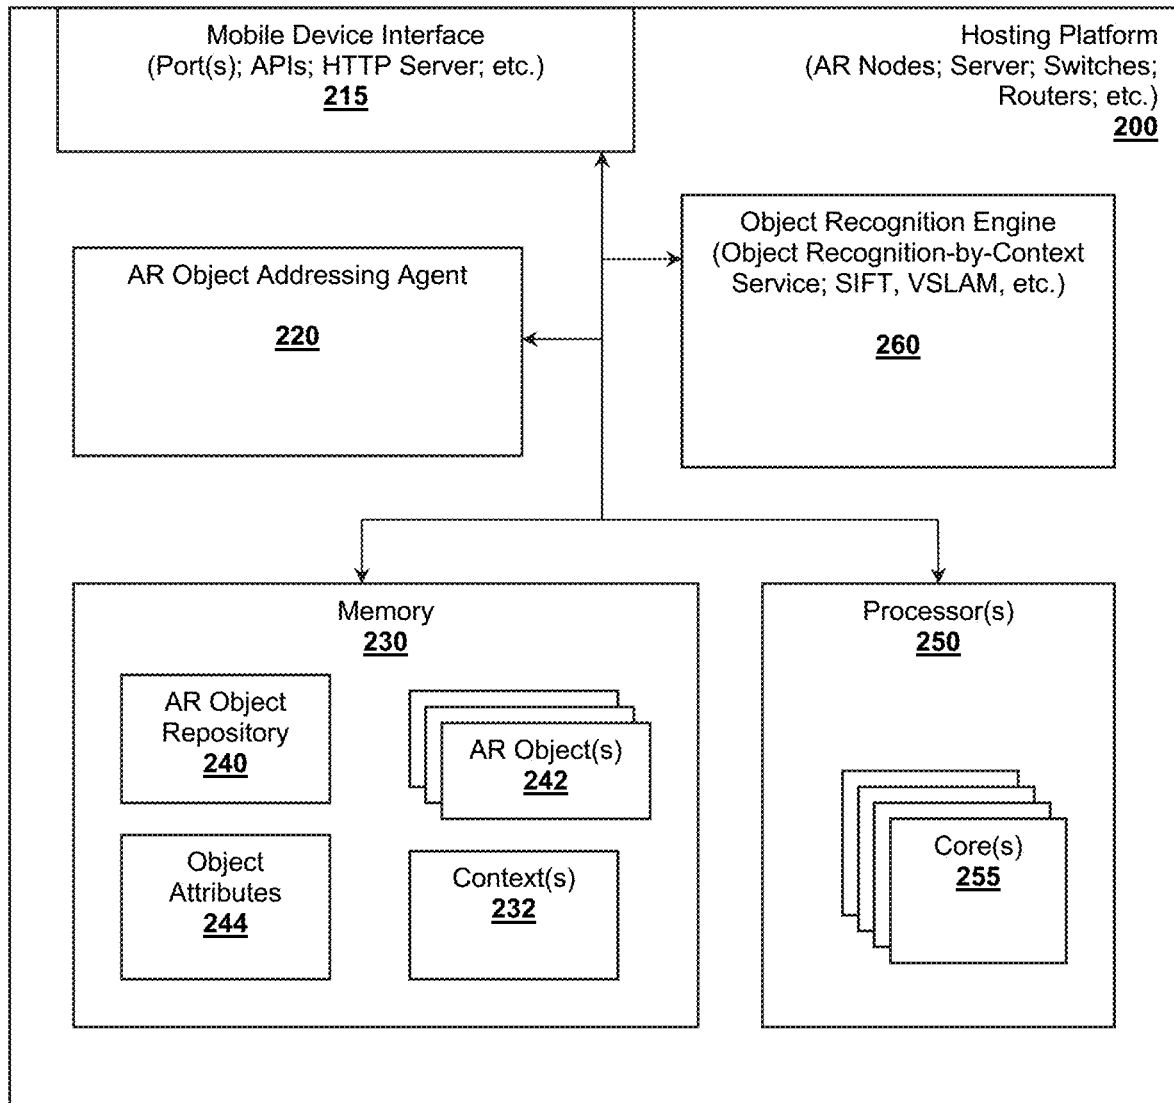 Mobile Device Interface
(Port(s); APIs; HTTP Server; etc.)
215
Hosting Platform
(AR Nodes; Server; Switches;
Routers; etc.)
200
Object Recognition Engine
(Object Recognition-by-Context
Service; SIFT, VSLAM, etc.)
260
AR Object Addressing Agent
220
Memory
230
AR Object
Repository
240
AR Object(s)
242
Object
Attributes
244
Context(s)
232
Processor(s)
250
Core(s)
255